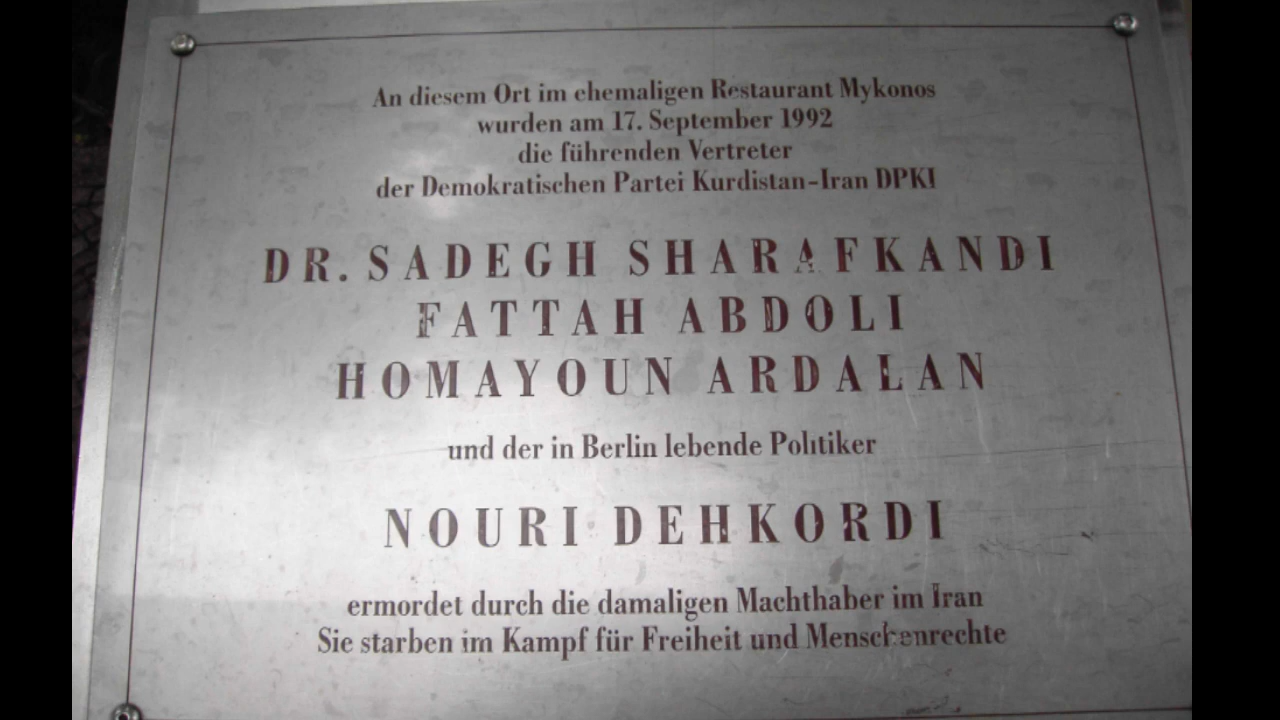 An diesem Ort im ehemaligen Restaurant Mykonos
wurden am 17. September 1992
die führenden Vertreter
der Demokratischen Partei Kurdistan-Iran DPKI
DR. SADEGH SHARAFKANDI
FATTAH ABDOLI
HOMAYOUN ARDALAN
und der in Berlin lebende Politiker
NOURI DEHKORDI
ermordet durch die damaligen Machthaber im Iran
Sie starben im Kampf für Freiheit und Menschenrechte